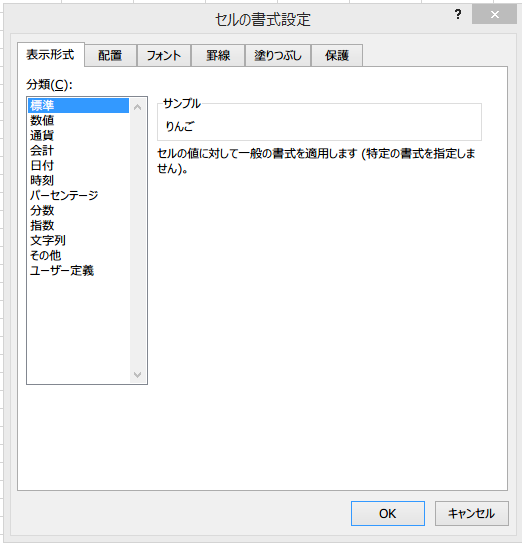 セルの書式設定
?
×
表示形式 配置 フォント 罫線 塗りつぶし 保護
分類(C):
標準
数値
通貨
会計
日付
時刻
パーセンテージ
分数
指数
文字列
その他
ユーザー定義
サンプル
りんご
セルの値に対して一般の書式を適用します (特定の書式を指定しま
せん)。
OK キャンセル